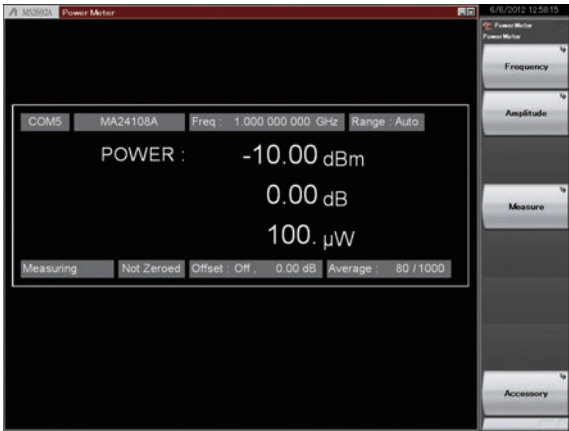 MS2692A Power Meter 6/6/2012 12:58:15
Power Meter
Power Meter
Frequency
Amplitude
COM5 MA24108A Freq : 1.000 000 000 GHz Range : Auto
POWER : -10.00 dBm
0.00 dB
100. µW
Measure
Measuring Not Zeroed Offset : Off , 0.00 dB Average : 80 / 1000
Accessory